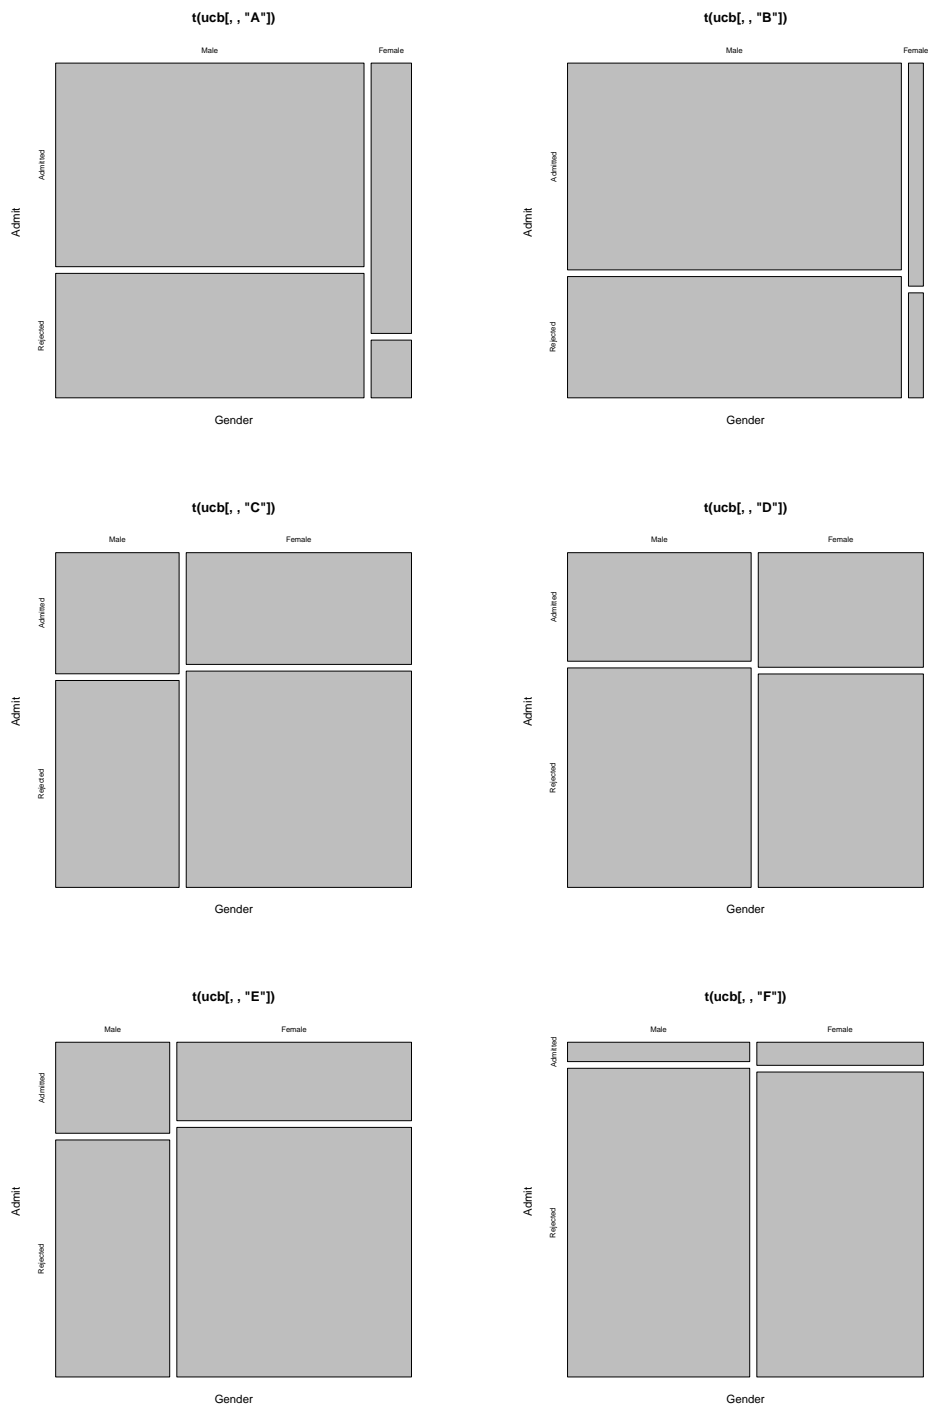 t(ucb[, , "A"])
Male Female
Admitted
Rejected
Admit
Gender
t(ucb[, , "B"])
Male Female
Admitted
Rejected
Admit
Gender
t(ucb[, , "C"])
Male Female
Admitted
Rejected
Admit
Gender
t(ucb[, , "D"])
Male Female
Admitted
Rejected
Admit
Gender
t(ucb[, , "E"])
Male Female
Admitted
Rejected
Admit
Gender
t(ucb[, , "F"])
Male Female
Admitted
Rejected
Admit
Gender